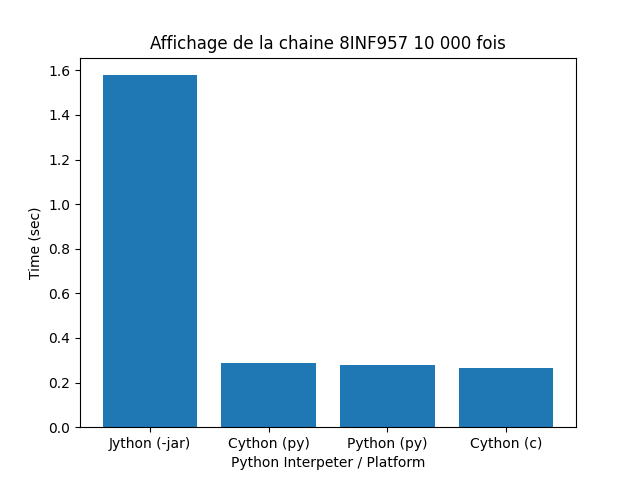 Affichage de la chaine 8INF957 10 000 fois
Time (sec)
1.6
1.4
1.2
1.0
0.8
0.6
0.4
0.2
0.0
Jython (-jar) Cython (py) Python (py) Cython (c)
Python Interpeter / Platform